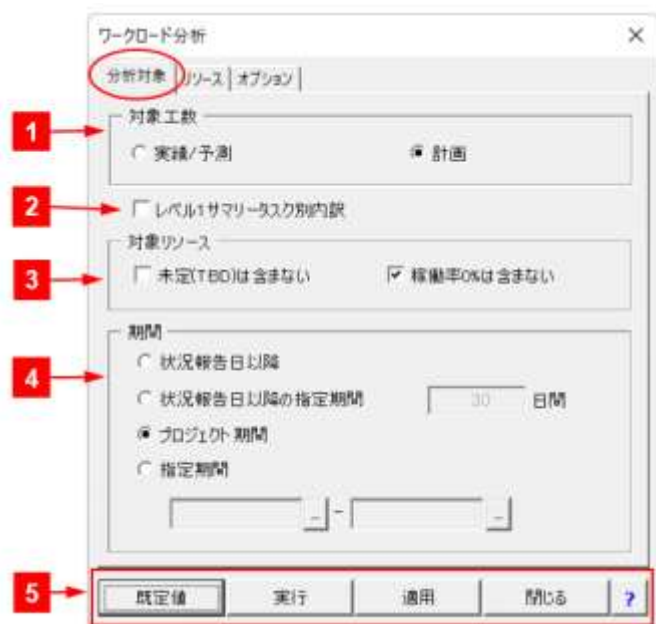 ワークロード分析
分析対象 リソース オプション
対象工数
1
実績/予測 計画
2 レベル1サマリータスク別内訳
対象リソース
3 未定(TBD)は含まない 稼働率0%は含まない
期間
状況報告日以降
4
状況報告日以降の指定期間 30 日間
プロジェクト期間
指定期間
... - ...
5 既定値 実行 適用 閉じる ?